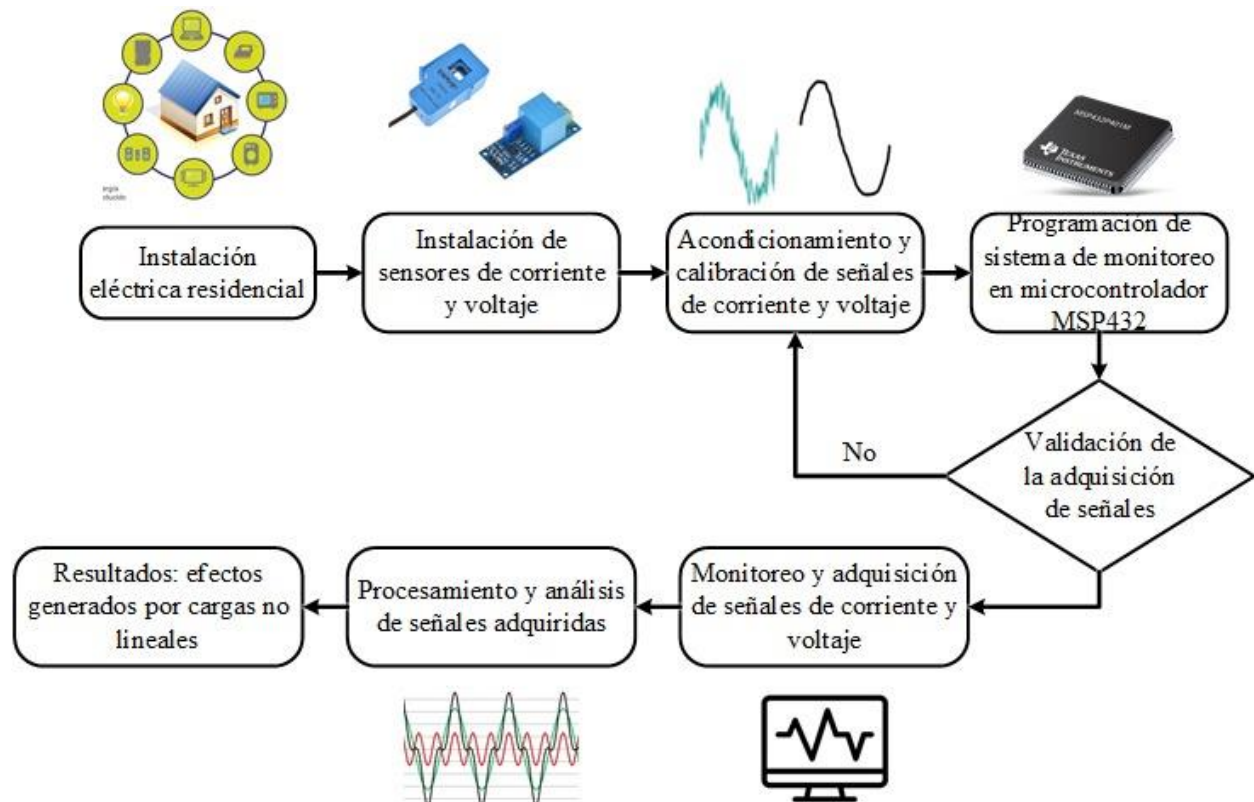 MSP432P401M
TEXAS
INSTRUMENTS
Instalación
eléctrica residencial
Instalación de
sensores de corriente
y voltaje
Acondicionamiento y
calibración de señales
de corriente y voltaje
Programación de
sistema de monitoreo
en microcontrolador
MSP432
No
Validación de
la adquisición
de señales
Resultados: efectos
generados por cargas no
lineales
Procesamiento y análisis
de señales adquiridas
Monitoreo y adquisición
de señales de corriente y
voltaje